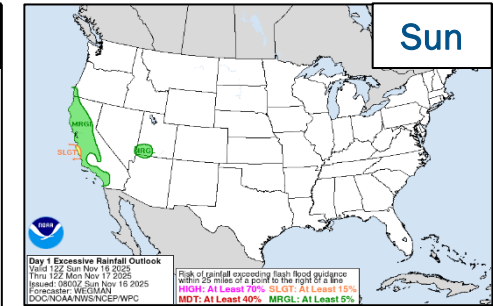 Sun
MRGL
SLGT
MRGL
NOAA
Day 1 Excessive Rainfall Outlook
Valid 12Z Sun Nov 16 2025
Thru 12Z Mon Nov 17 2025
Issued: 0800Z Sun Nov 16 2025
Forecaster: WEGMAN
DOC/NOAA/NWS/NCEP/WPC
Risk of rainfall exceeding flash flood guidance
within 25 miles of a point to the right of a line
HIGH: At Least 70% SLGT: At Least 15%
MDT: At Least 40% MRGL: At Least 5%